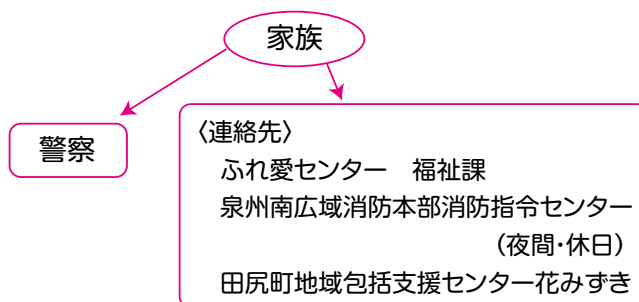 家族
警察
〈連絡先〉
ふれ愛センター　福祉課
泉州南広域消防本部消防指令センター
（夜間・休日）
田尻町地域包括支援センター花みずき